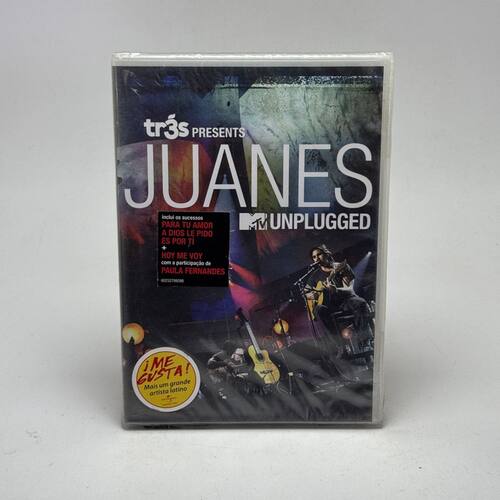 tr3s PRESENTS
JUANES
MTV UNPLUGGED
inclui os sucessos
PARA TU AMOR
A DIOS LE PIDO
ES POR TÍ
+
HOY ME VOY
com a participação de
PAULA FERNANDES
¡ME
GUSTA!
Mais um grande
artista latino